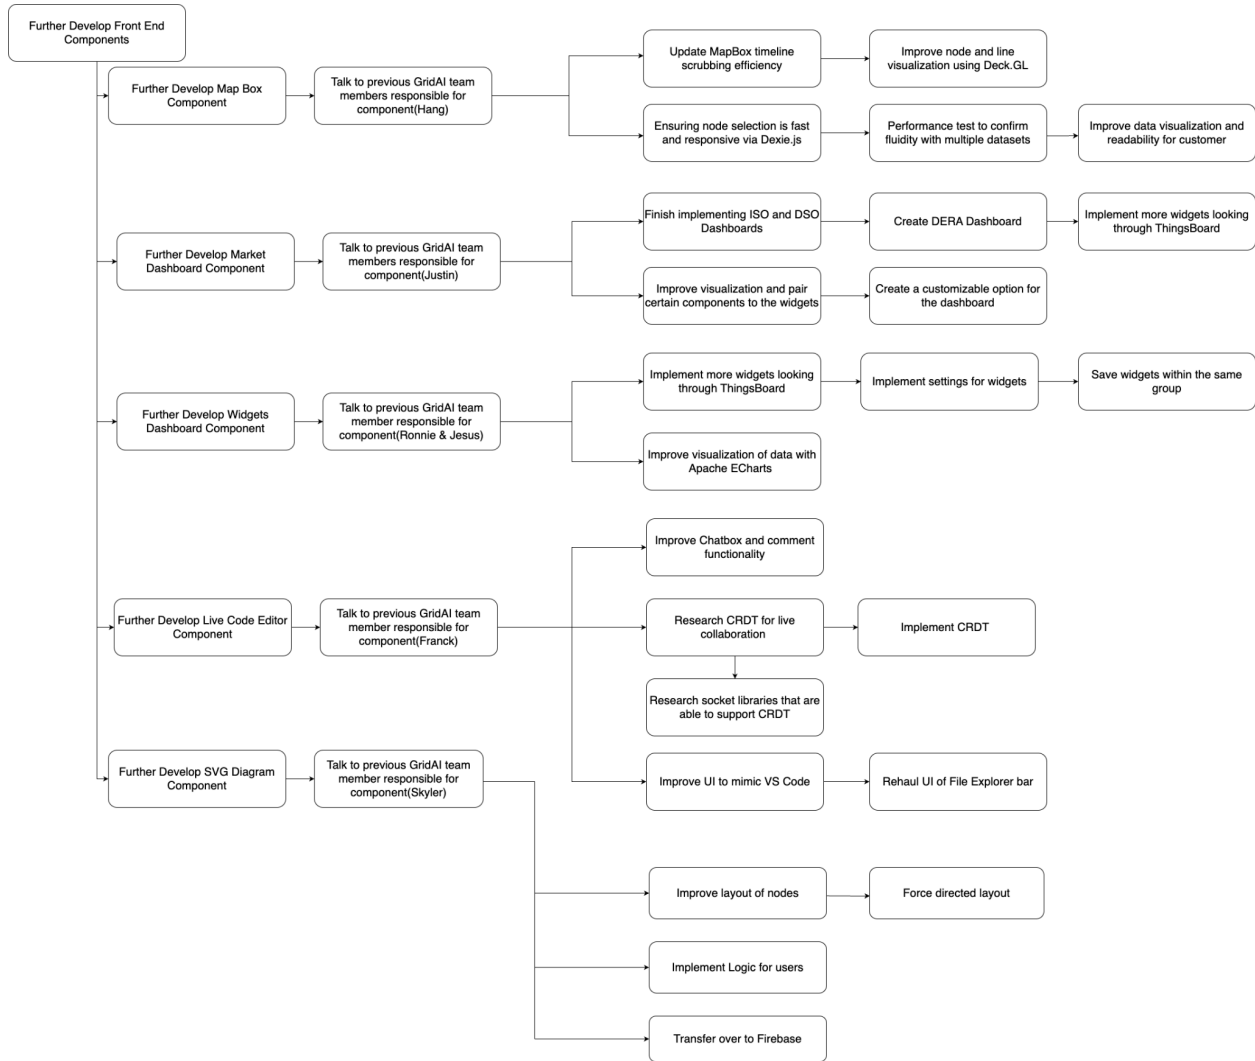 Further Develop Front End
Components
Further Develop Map Box
Component
Talk to previous GridAI team
members responsible for
component(Hang)
Update MapBox timeline
scrubbing efficiency
Improve node and line
visualization using Deck.GL
Ensuring node selection is fast
and responsive via Dexie.js
Performance test to confirm
fluidity with multiple datasets
Improve data visualization and
readability for customer
Further Develop Market
Dashboard Component
Talk to previous GridAI team
members responsible for
component(Justin)
Finish implementing ISO and DSO
Dashboards
Create DERA Dashboard
Implement more widgets looking
through ThingsBoard
Improve visualization and pair
certain components to the widgets
Create a customizable option for
the dashboard
Further Develop Widgets
Dashboard Component
Talk to previous GridAI team
member responsible for
component(Ronnie & Jesus)
Implement more widgets looking
through ThingsBoard
Implement settings for widgets
Save widgets within the same
group
Improve visualization of data with
Apache ECharts
Further Develop Live Code Editor
Component
Talk to previous GridAI team
member responsible for
component(Franck)
Improve Chatbox and comment
functionality
Research CRDT for live
collaboration
Implement CRDT
Research socket libraries that are
able to support CRDT
Improve UI to mimic VS Code
Rehaul UI of File Explorer bar
Further Develop SVG Diagram
Component
Talk to previous GridAI team
member responsible for
component(Skyler)
Improve layout of nodes
Force directed layout
Implement Logic for users
Transfer over to Firebase